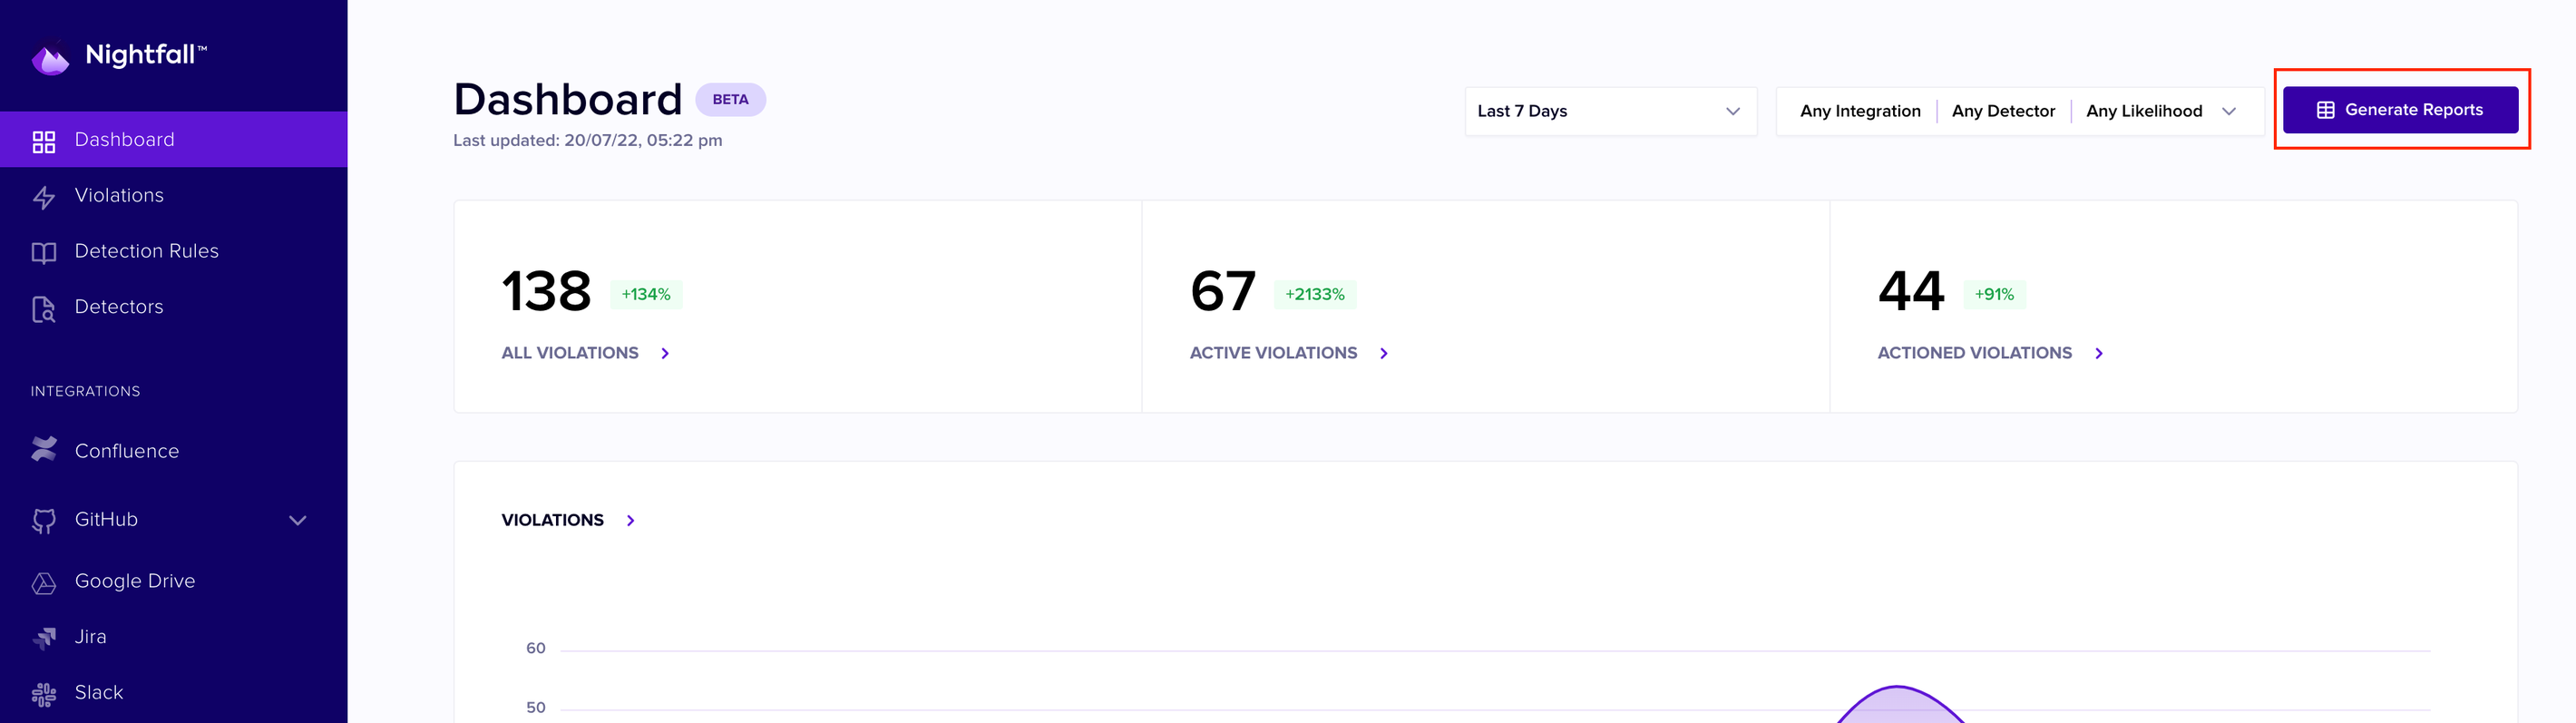 Nightfall™
Dashboard
Violations
Detection Rules
Detectors
INTEGRATIONS
Confluence
GitHub
Google Drive
Jira
Slack
Dashboard BETA
Last updated: 20/07/22, 05:22 pm
Last 7 Days
Any Integration Any Detector Any Likelihood
Generate Reports
138 +134%
ALL VIOLATIONS
67 +2133%
ACTIVE VIOLATIONS
44 +91%
ACTIONED VIOLATIONS
VIOLATIONS
60
50